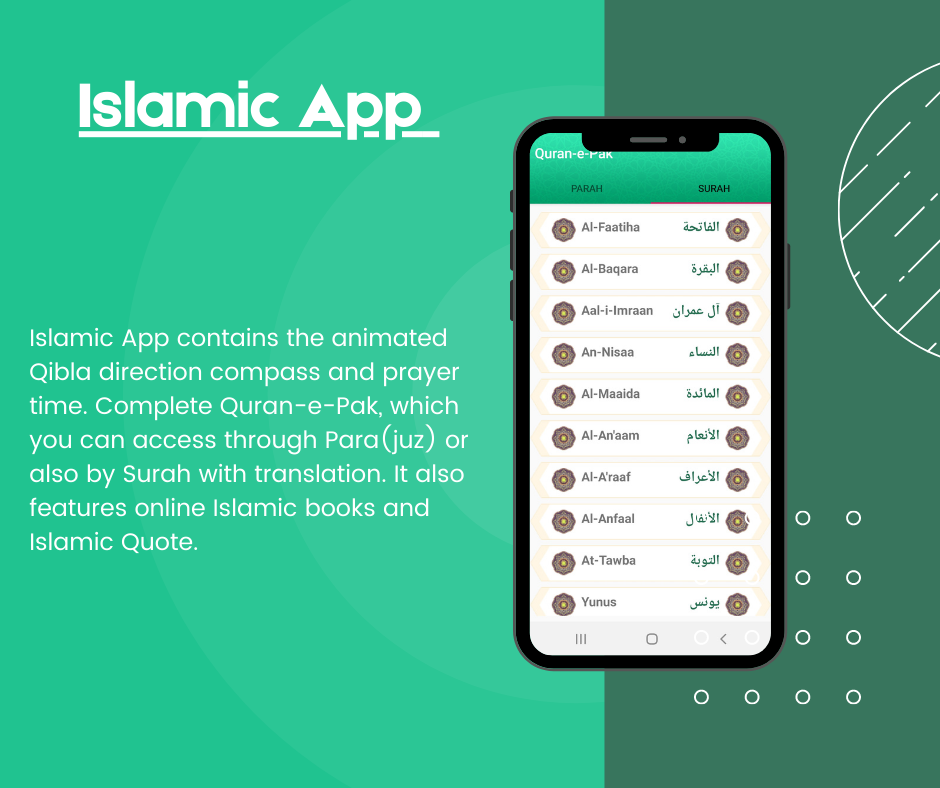 Islamic App
Islamic App contains the animated
Qibla direction compass and prayer
time. Complete Quran-e-Pak, which
you can access through Para(juz) or
also by Surah with translation. It also
features online Islamic books and
Islamic Quote.
Quran-e-Pak
PARAH SURAH
Al-Faatiha الفاتحة
Al-Baqara البقرة
Aal-i-Imraan آل عمران
An-Nisaa النساء
Al-Maaida المائدة
Al-An'aam الأنعام
Al-A'raaf الأعراف
Al-Anfaal الأنفال
At-Tawba التوبة
Yunus يونس